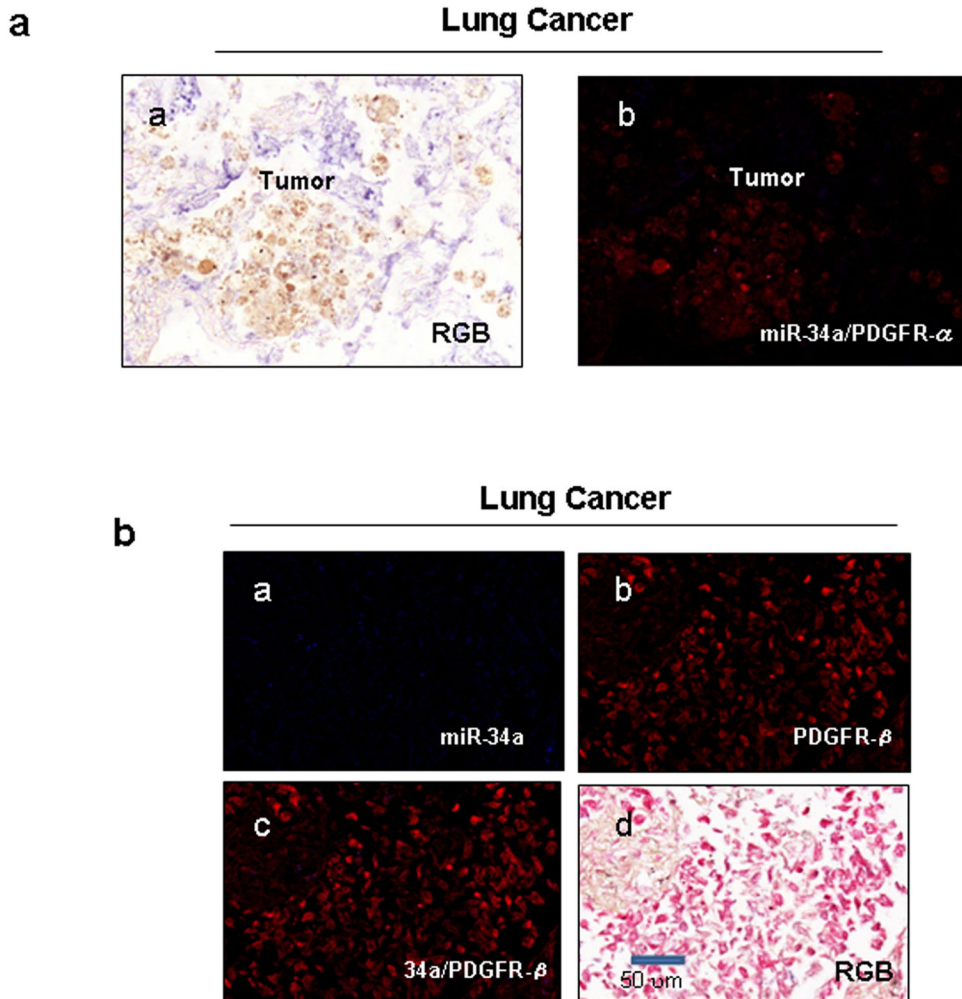 a
Lung Cancer
a
Tumor
RGB
b
Tumor
miR-34a/PDGFR-α
b
Lung Cancer
a
miR-34a
b
PDGFR-β
c
34a/PDGFR-β
d
50 um
RGB